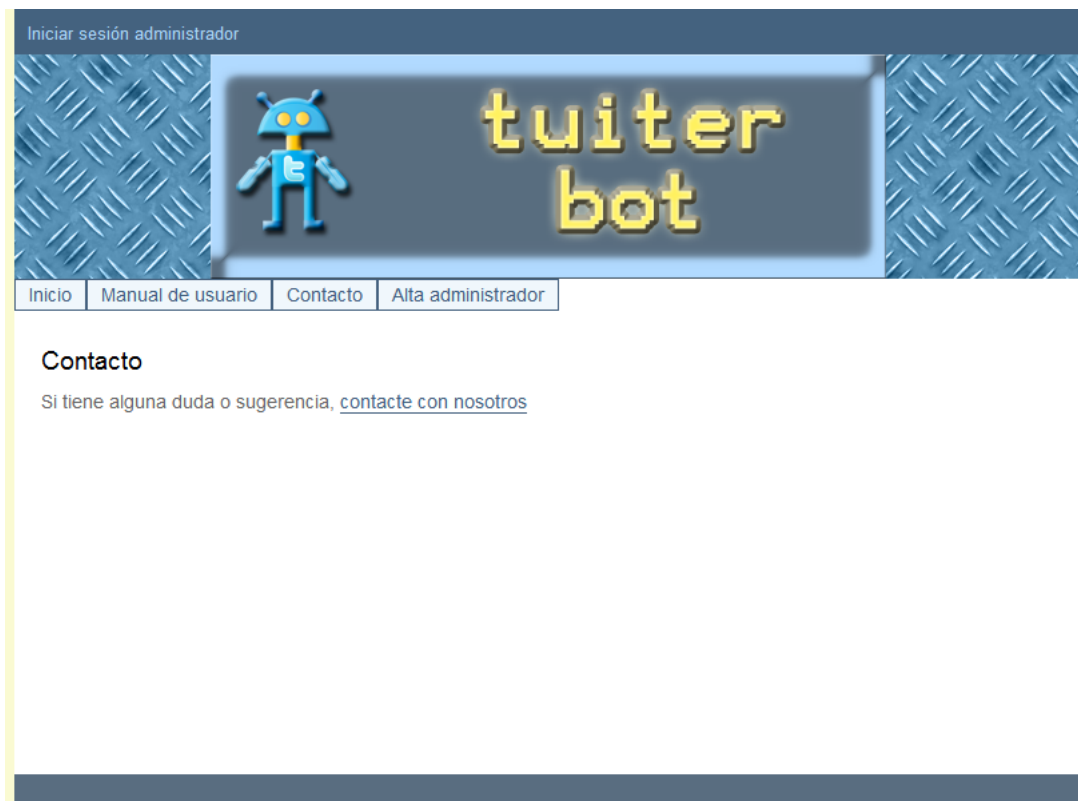 Iniciar sesión administrador
tuiter
bot
t
Inicio Manual de usuario Contacto Alta administrador
Contacto
Si tiene alguna duda o sugerencia, contacte con nosotros